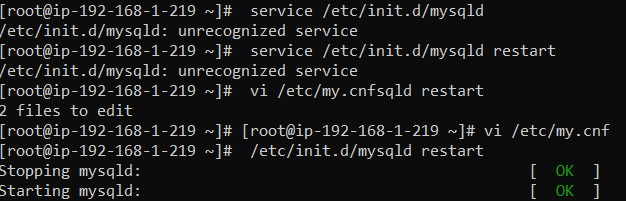 [root@ip-192-168-1-219 ~]# service /etc/init.d/mysqld
/etc/init.d/mysqld: unrecognized service
[root@ip-192-168-1-219 ~]# service /etc/init.d/mysqld restart
/etc/init.d/mysqld: unrecognized service
[root@ip-192-168-1-219 ~]# vi /etc/my.cnfsqld restart
2 files to edit
[root@ip-192-168-1-219 ~]# [root@ip-192-168-1-219 ~]# vi /etc/my.cnf
[root@ip-192-168-1-219 ~]# /etc/init.d/mysqld restart
Stopping mysqld: [ OK ]
Starting mysqld: [ OK ]